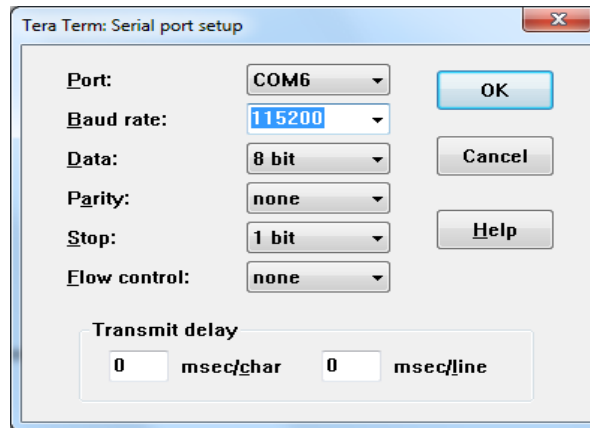 Tera Term: Serial port setup
Port: COM6 OK
Baud rate: 115200
Data: 8 bit Cancel
Parity: none
Stop: 1 bit Help
Flow control: none
Transmit delay
0 msec/char 0 msec/line